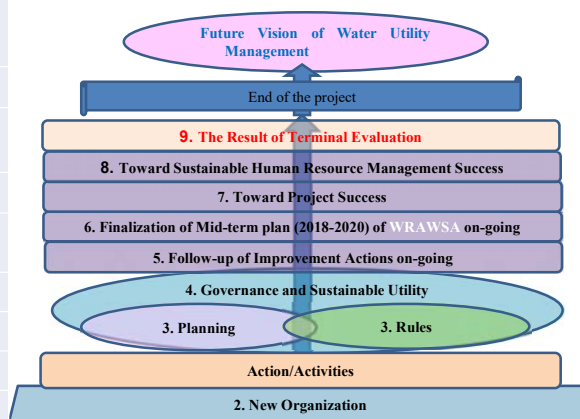 Future Vision of Water Utility
Management
End of the project
9. The Result of Terminal Evaluation
8. Toward Sustainable Human Resource Management Success
7. Toward Project Success
6. Finalization of Mid-term plan (2018-2020) of WRAWSA on-going
5. Follow-up of Improvement Actions on-going
4. Governance and Sustainable Utility
3. Planning
3. Rules
Action/Activities
2. New Organization